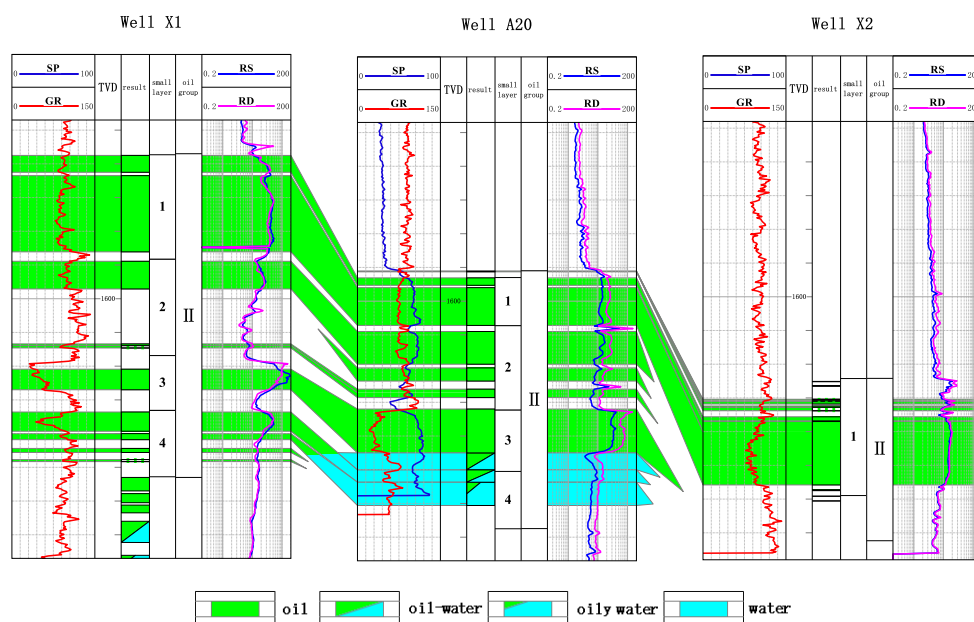 Well X1
Well A20
Well X2
SP
0 100
GR
0 150
TVD
result
small layer
oil group
RS
0.2 200
RD
0.2 200
SP
0 100
GR
0 150
TVD
result
small layer
oil group
RS
0.2 200
RD
0.2 200
SP
0 100
GR
0 150
TVD
result
small layer
oil group
RS
0.2 200
RD
0.2 200
1
2
3
4
II
1600
1
2
3
4
II
1600
1
II
1600
oil
oil-water
oily water
water